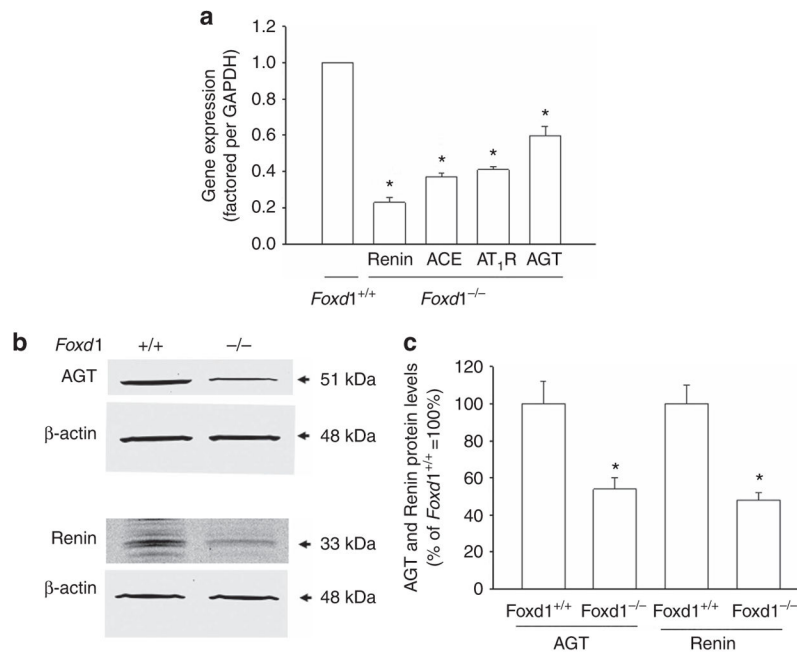 a
Gene expression
(factored per GAPDH)
1.2
1.0
0.8
0.6
0.4
0.2
0.0
* * * *
Renin ACE AT₁R AGT
Foxd1⁺/⁺ Foxd1⁻/⁻
b
Foxd1 +/+ –/–
AGT 51 kDa
β-actin 48 kDa
Renin 33 kDa
β-actin 48 kDa
c
AGT and Renin protein levels
(% of Foxd1⁺/⁺ =100%)
120
100
80
60
40
20
0
* *
Foxd1⁺/⁺ Foxd1⁻/⁻ Foxd1⁺/⁺ Foxd1⁻/⁻
AGT Renin